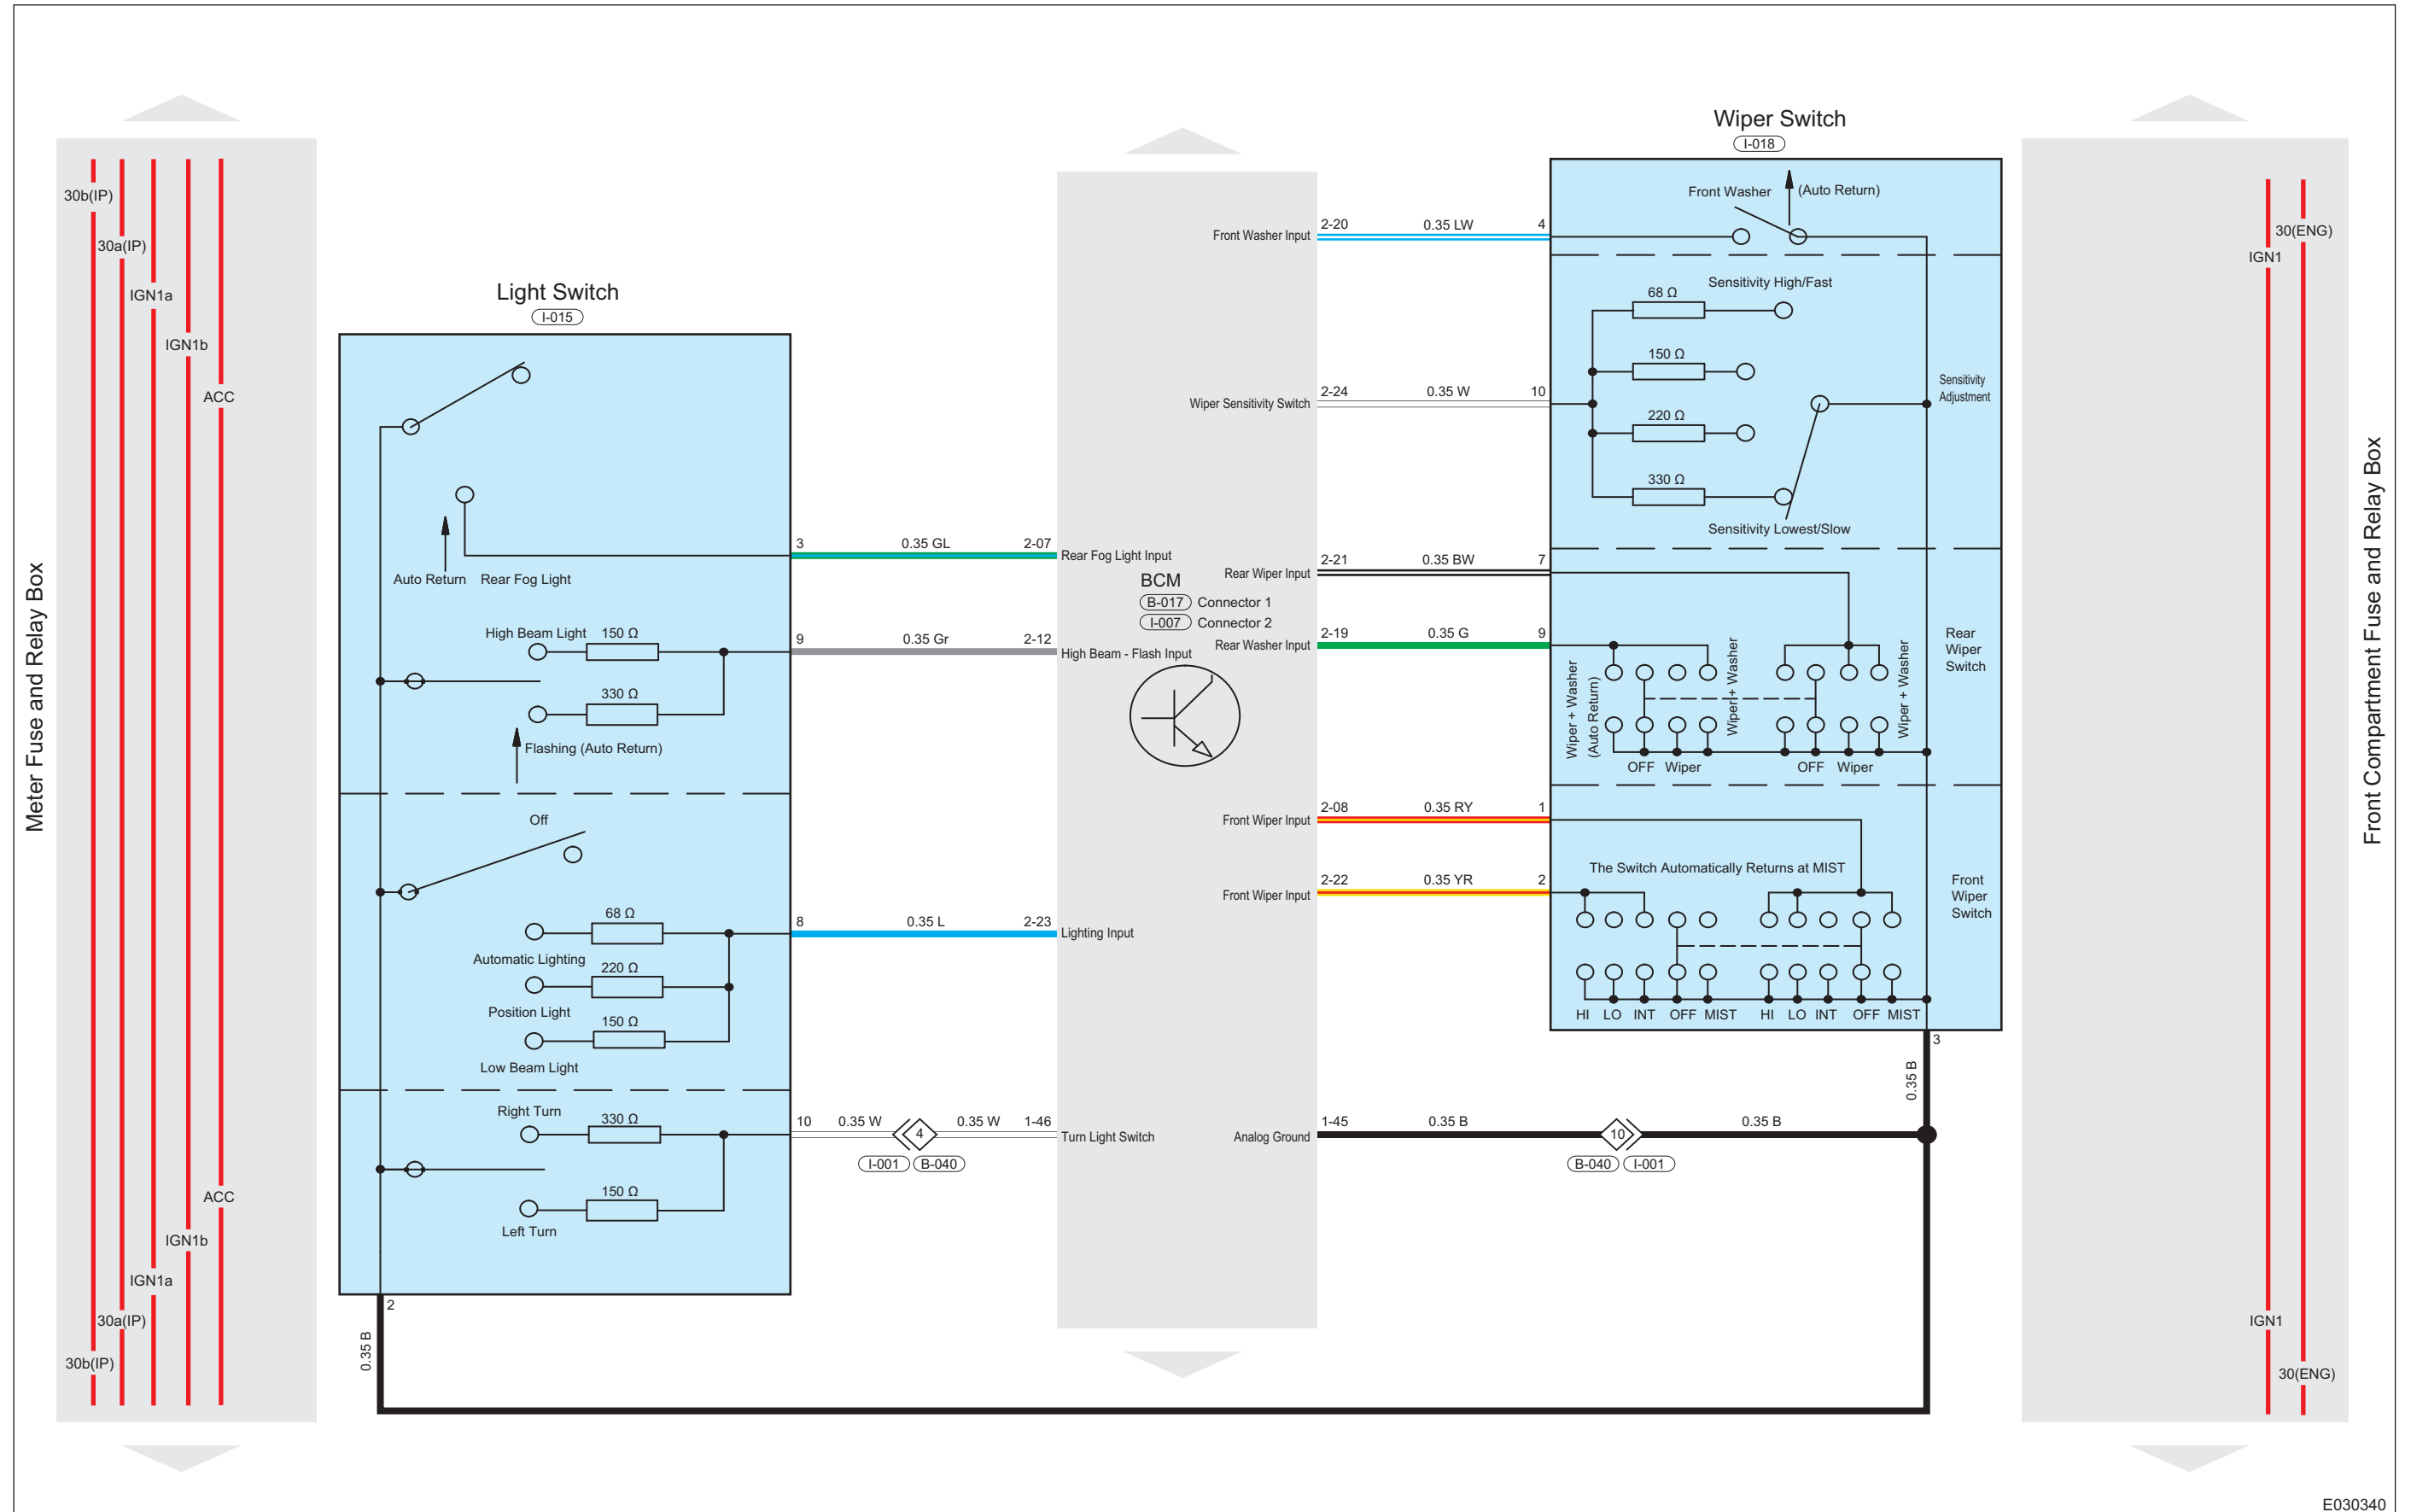 Meter Fuse and Relay Box
30b(IP)
30a(IP)
IGN1a
IGN1b
ACC
ACC
IGN1b
IGN1a
30a(IP)
30b(IP)
Light Switch
I-015
Auto Return
Rear Fog Light
High Beam Light
150 Ω
330 Ω
Flashing (Auto Return)
Off
68 Ω
Automatic Lighting
220 Ω
Position Light
150 Ω
Low Beam Light
Right Turn
330 Ω
150 Ω
Left Turn
2
0.35 B
3 0.35 GL 2-07
9 0.35 Gr 2-12
8 0.35 L 2-23
10 0.35 W 4 0.35 W 1-46
I-001 B-040
Rear Fog Light Input
High Beam - Flash Input
Lighting Input
Turn Light Switch
BCM
B-017 Connector 1
I-007 Connector 2
Front Washer Input
Wiper Sensitivity Switch
Rear Wiper Input
Rear Washer Input
Front Wiper Input
Front Wiper Input
Analog Ground
2-20 0.35 LW 4
2-24 0.35 W 10
2-21 0.35 BW 7
2-19 0.35 G 9
2-08 0.35 RY 1
2-22 0.35 YR 2
1-45 0.35 B 10 0.35 B
B-040 I-001
Wiper Switch
I-018
Front Washer (Auto Return)
Sensitivity High/Fast
68 Ω
150 Ω
220 Ω
330 Ω
Sensitivity Lowest/Slow
Sensitivity
Adjustment
Wiper + Washer
(Auto Return)
Wiper + Washer
Wiper + Washer
OFF Wiper OFF Wiper
Rear
Wiper
Switch
The Switch Automatically Returns at MIST
Front
Wiper
Switch
HI LO INT OFF MIST HI LO INT OFF MIST
3
0.35 B
IGN1
30(ENG)
IGN1
30(ENG)
Front Compartment Fuse and Relay Box
E030340